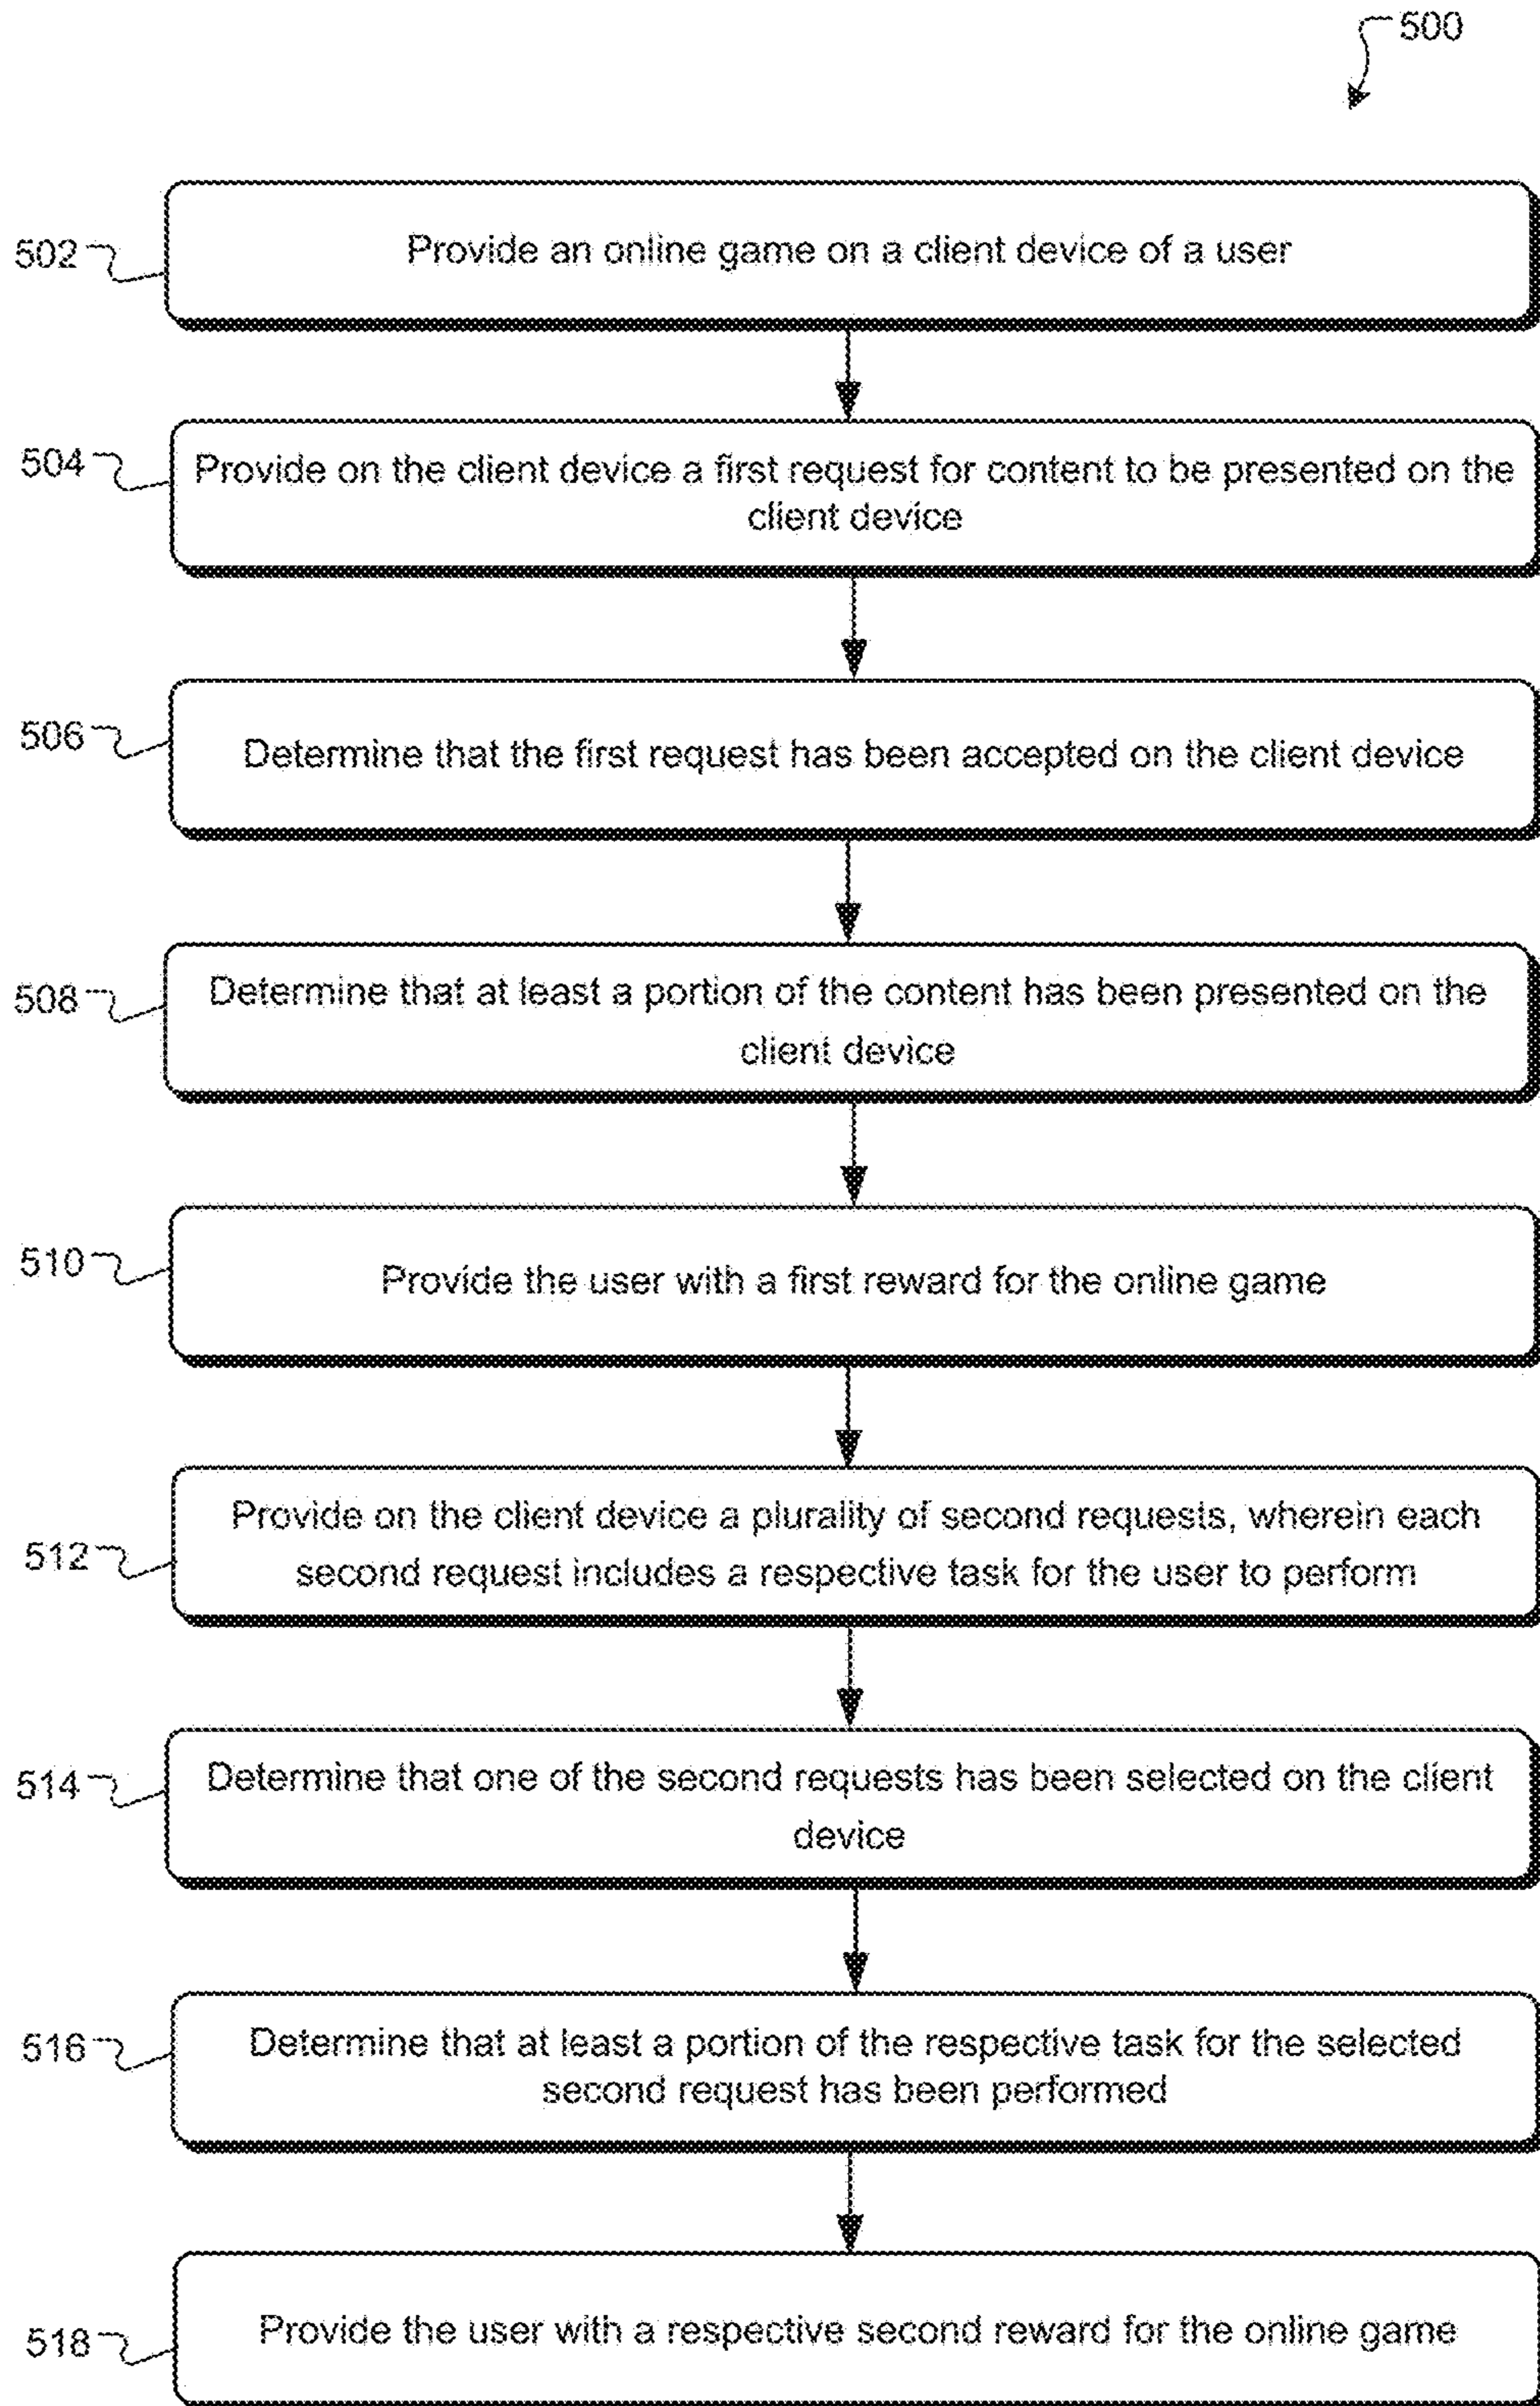 500
502
Provide an online game on a client device of a user
504
Provide on the client device a first request for content to be presented on the
client device
506
Determine that the first request has been accepted on the client device
508
Determine that at least a portion of the content has been presented on the
client device
510
Provide the user with a first reward for the online game
512
Provide on the client device a plurality of second requests, wherein each
second request includes a respective task for the user to perform
514
Determine that one of the second requests has been selected on the client
device
516
Determine that at least a portion of the respective task for the selected
second request has been performed
518
Provide the user with a respective second reward for the online game